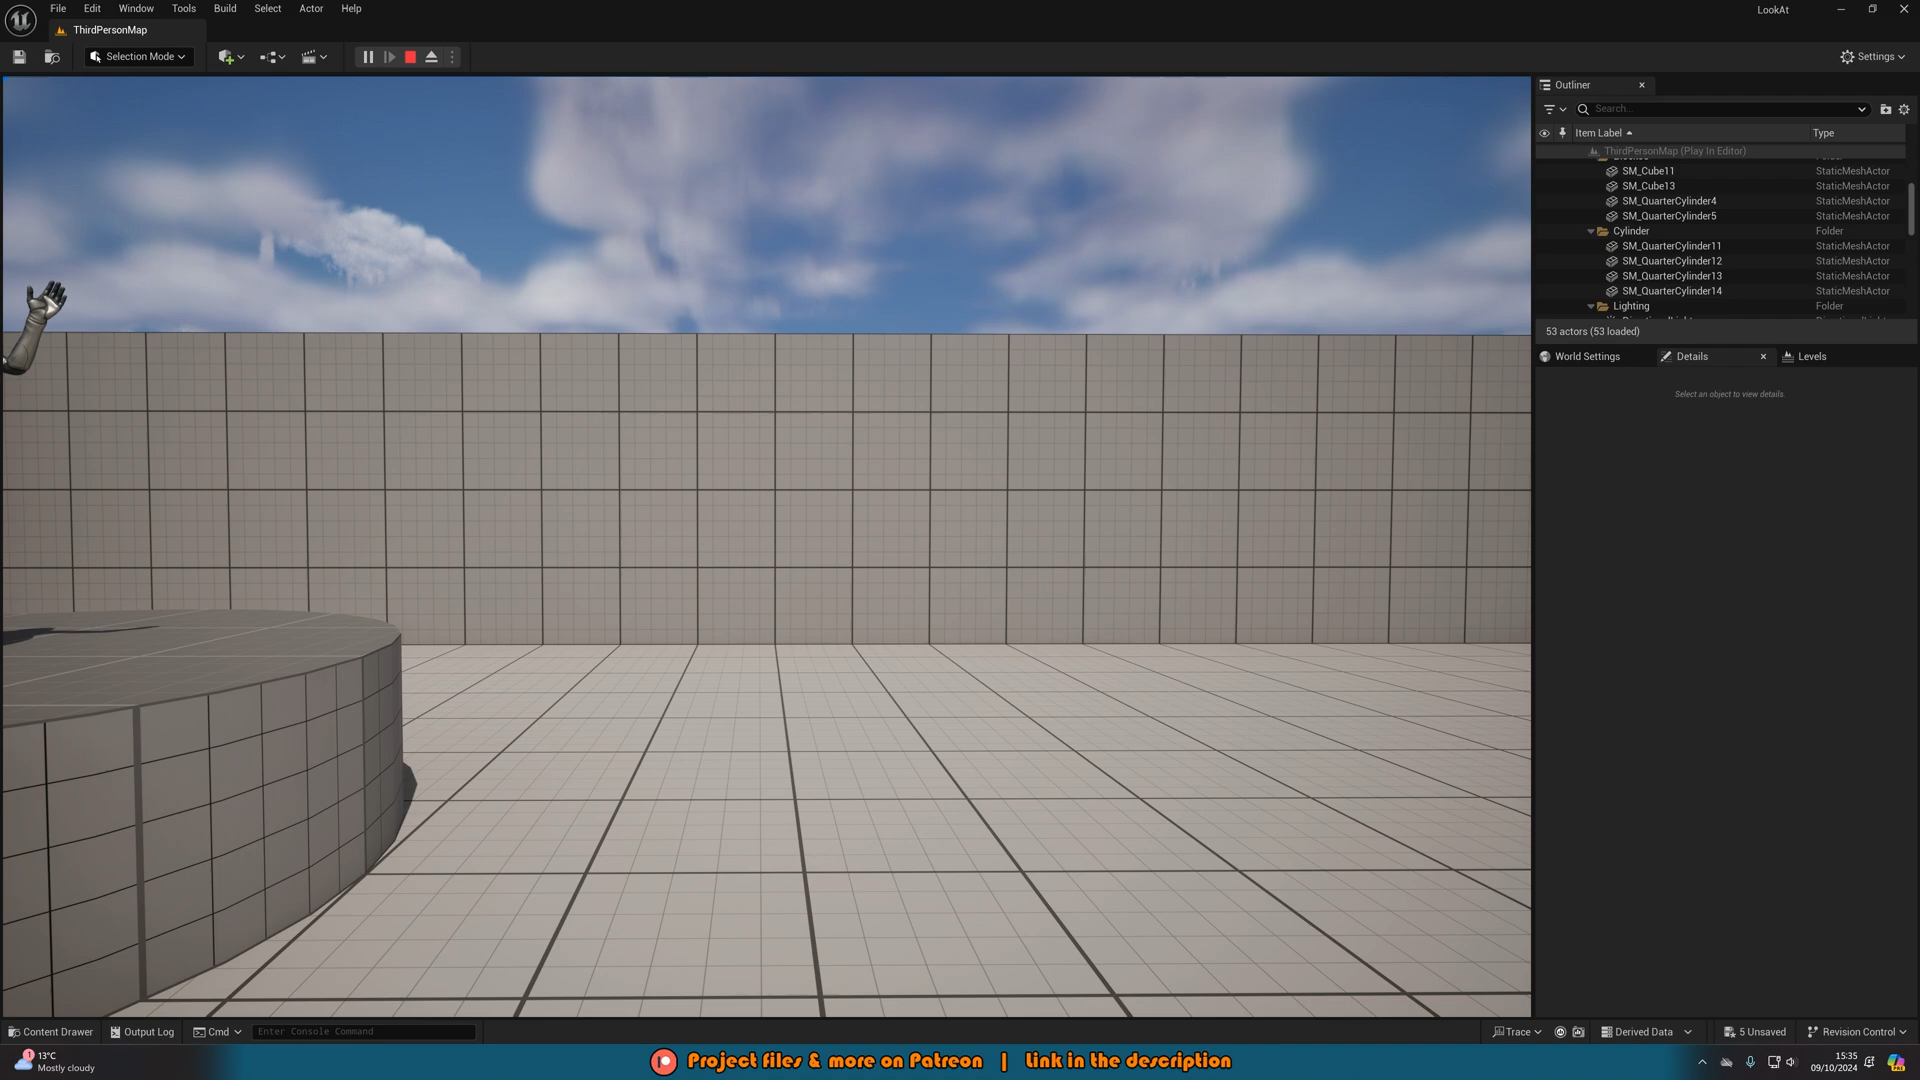 File Edit Window Tools Build Select Actor Help
LookAt
ThirdPersonMap
Selection Mode
Settings
Outliner
Search...
Item Label Type
ThirdPersonMap (Play In Editor)
SM_Cube11 StaticMeshActor
SM_Cube13 StaticMeshActor
SM_QuarterCylinder4 StaticMeshActor
SM_QuarterCylinder5 StaticMeshActor
Cylinder Folder
SM_QuarterCylinder11 StaticMeshActor
SM_QuarterCylinder12 StaticMeshActor
SM_QuarterCylinder13 StaticMeshActor
SM_QuarterCylinder14 StaticMeshActor
Lighting Folder
53 actors (53 loaded)
World Settings Details Levels
Select an object to view details.
Content Drawer Output Log Cmd Enter Console Command Trace Derived Data 5 Unsaved Revision Control
1 13°C
Mostly cloudy
Project files & more on Patreon | Link in the description
15:35
09/10/2024